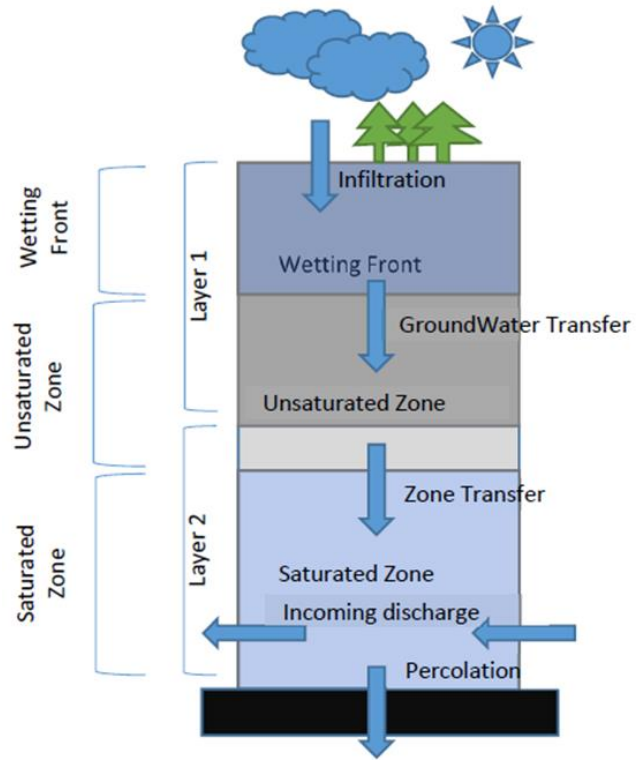 Infiltration
Wetting Front
GroundWater Transfer
Unsaturated Zone
Zone Transfer
Saturated Zone
Incoming discharge
Percolation
Wetting
Front
Unsaturated
Zone
Saturated
Zone
Layer 1
Layer 2